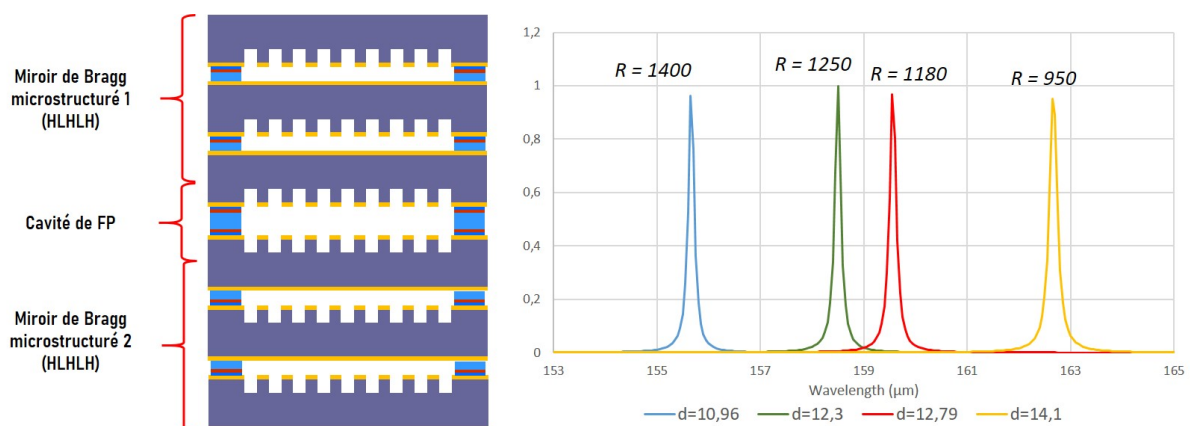 Miroir de Bragg
microstructuré 1
(HLHLH)
Cavité de FP
Miroir de Bragg
microstructuré 2
(HLHLH)
1,2
1
0,8
0,6
0,4
0,2
0
R = 1400
R = 1250
R = 1180
R = 950
153
155
157
159
161
163
165
Wavelength (µm)
d=10,96
d=12,3
d=12,79
d=14,1